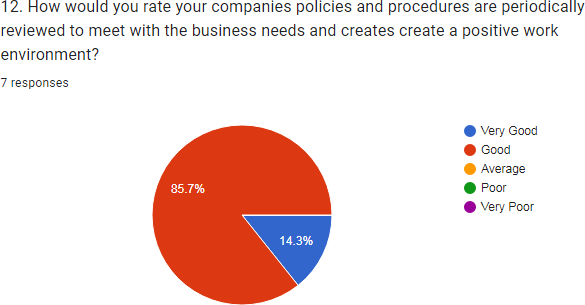 12. How would you rate your companies policies and procedures are periodically
reviewed to meet with the business needs and creates create a positive work
environment?
7 responses
Very Good
Good
Average
Poor
Very Poor
85.7%
14.3%